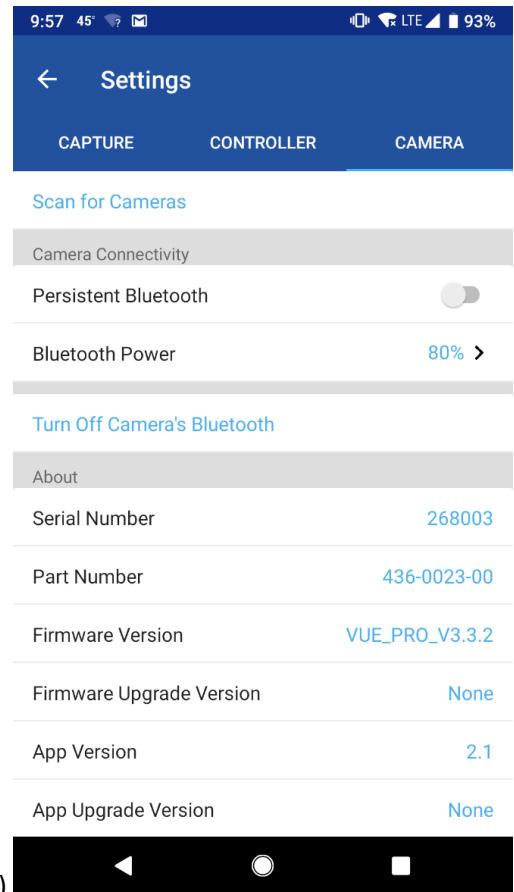 9:57 45° ? LTE 93%
Settings
CAPTURE CONTROLLER CAMERA
Scan for Cameras
Camera Connectivity
Persistent Bluetooth
Bluetooth Power 80%
Turn Off Camera's Bluetooth
About
Serial Number 268003
Part Number 436-0023-00
Firmware Version VUE_PRO_V3.3.2
Firmware Upgrade Version None
App Version 2.1
App Upgrade Version None
)